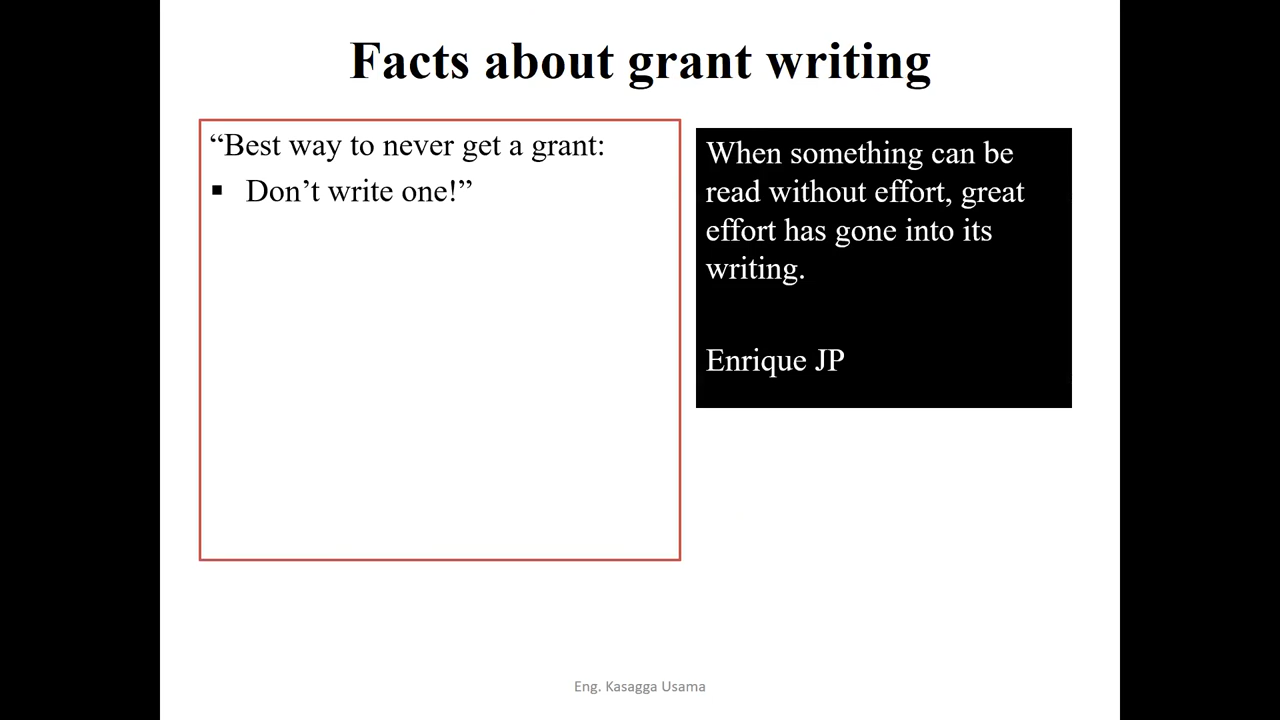 Facts about grant writing
“Best way to never get a grant:
▪ Don’t write one!”
When something can be
read without effort, great
effort has gone into its
writing.
Enrique JP
Eng. Kasagga Usama